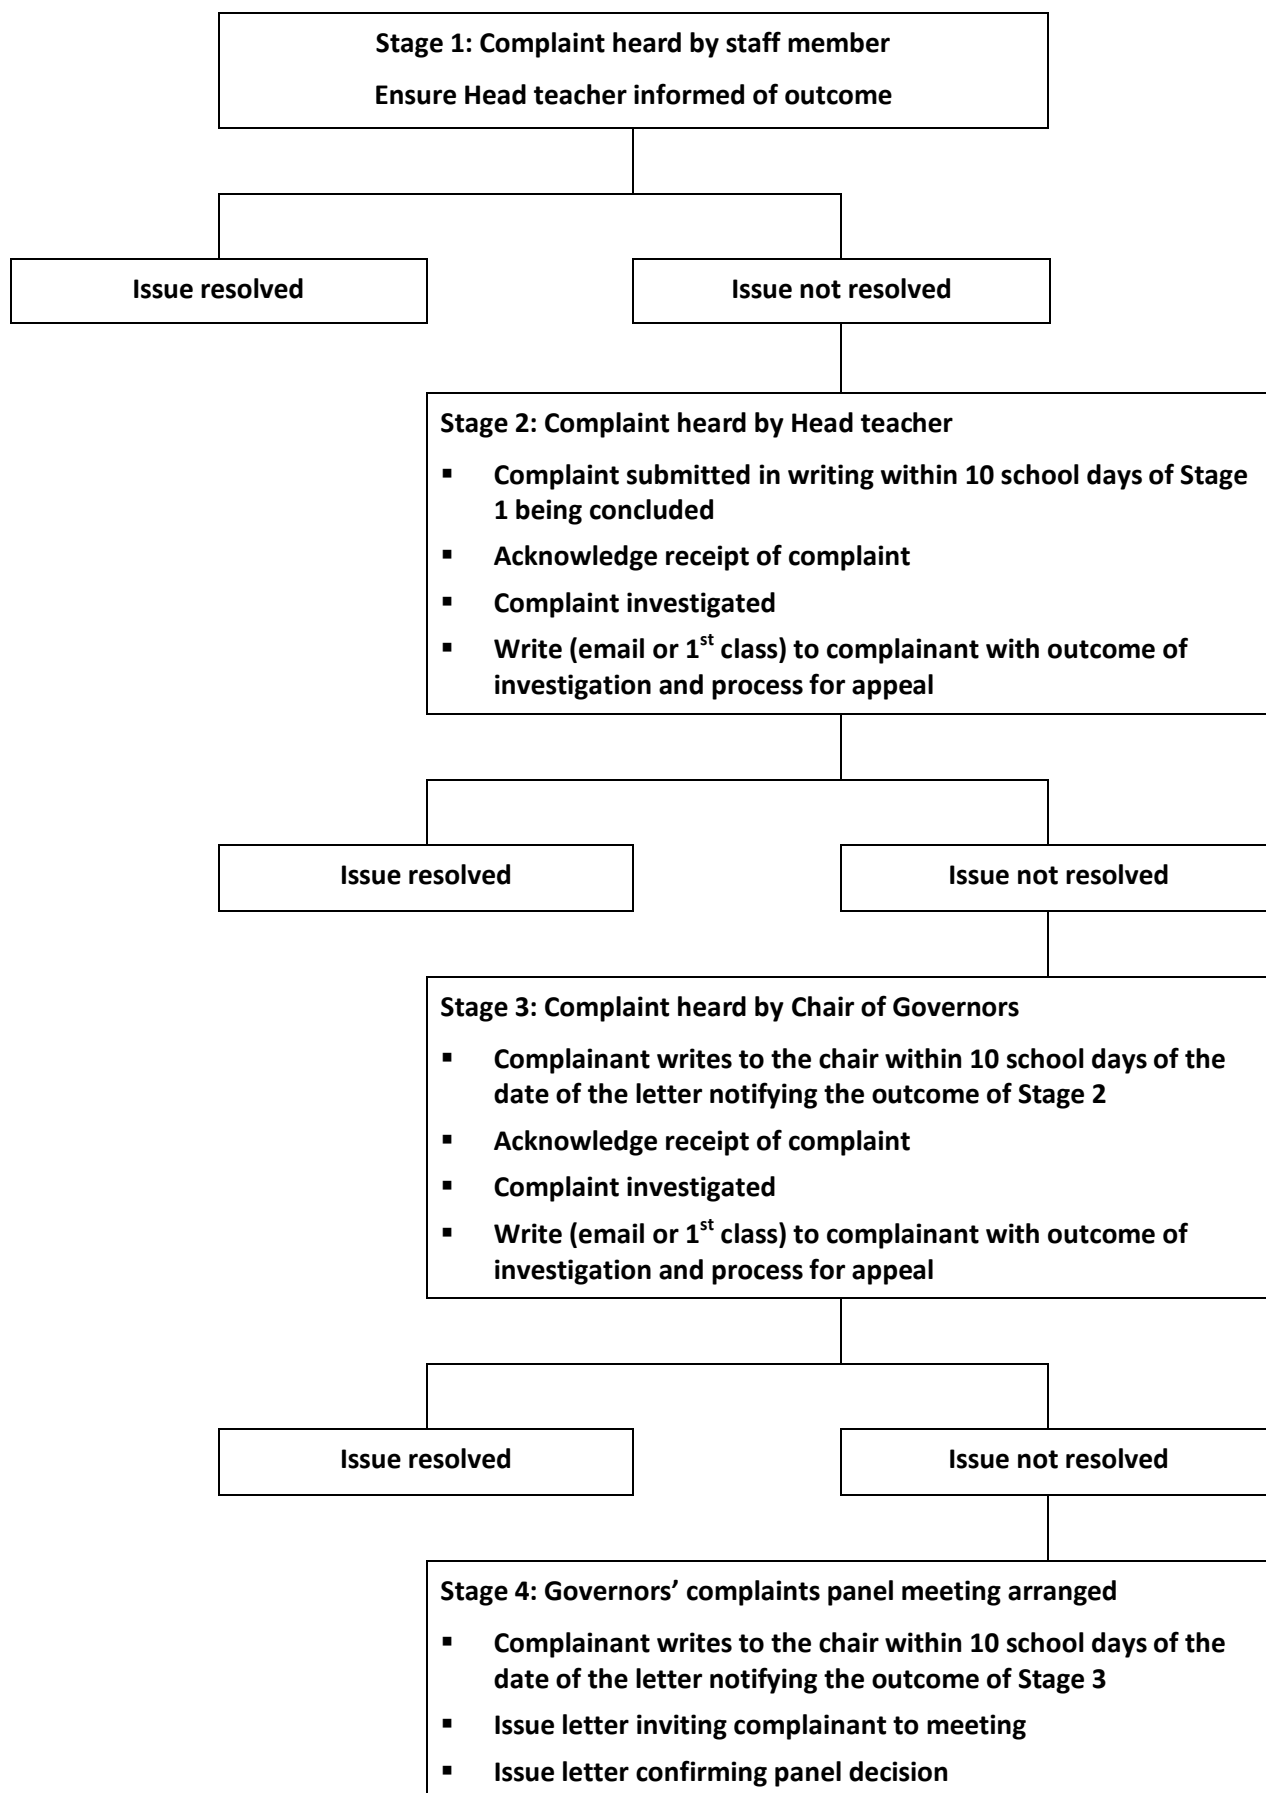 Stage 1: Complaint heard by staff member
Ensure Head teacher informed of outcome
Issue resolved
Issue not resolved
Stage 2: Complaint heard by Head teacher
▪ Complaint submitted in writing within 10 school days of Stage
1 being concluded
▪ Acknowledge receipt of complaint
▪ Complaint investigated
▪ Write (email or 1st class) to complainant with outcome of
investigation and process for appeal
Issue resolved
Issue not resolved
Stage 3: Complaint heard by Chair of Governors
▪ Complainant writes to the chair within 10 school days of the
date of the letter notifying the outcome of Stage 2
▪ Acknowledge receipt of complaint
▪ Complaint investigated
▪ Write (email or 1st class) to complainant with outcome of
investigation and process for appeal
Issue resolved
Issue not resolved
Stage 4: Governors’ complaints panel meeting arranged
▪ Complainant writes to the chair within 10 school days of the
date of the letter notifying the outcome of Stage 3
▪ Issue letter inviting complainant to meeting
▪ Issue letter confirming panel decision